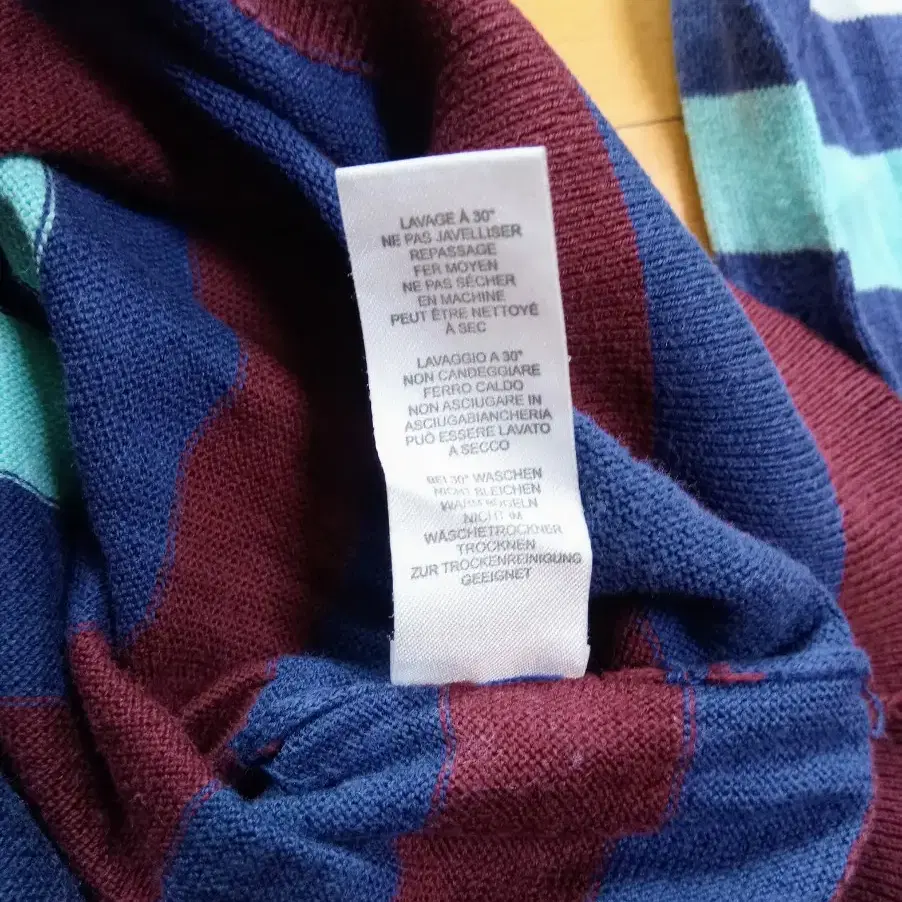 LAVAGE À 30°
NE PAS JAVELLISER
REPASSAGE
FER MOYEN
NE PAS SÉCHER
EN MACHINE
PEUT ÊTRE NETTOYÉ
À SEC
LAVAGGIO A 30°
NON CANDEGGIARE
FERRO CALDO
NON ASCIUGARE IN
ASCIUGABIANCHERIA
PUÒ ESSERE LAVATO
A SECCO
BEI 30° WASCHEN
NICHT BLEICHEN
WARM BÜGELN
NICHT IM
WÄSCHETROCKNER
TROCKNEN
ZUR TROCKENREINIGUNG
GEEIGNET